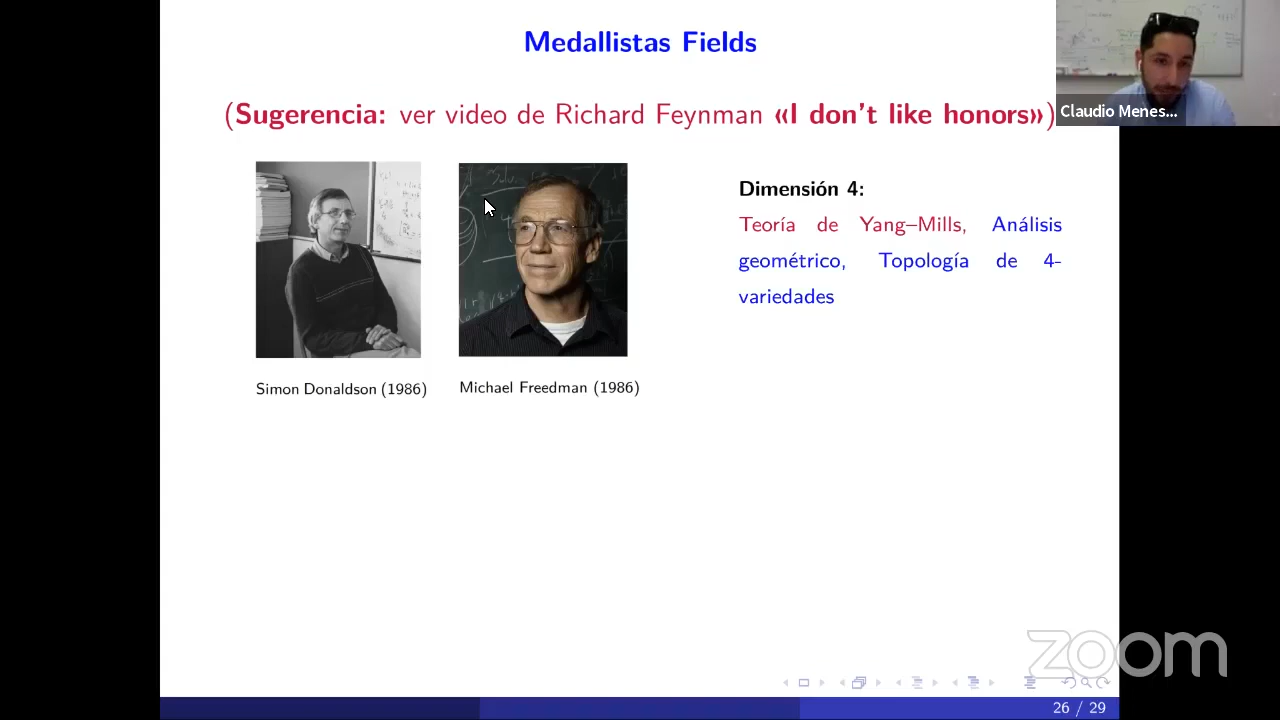 Medallistas Fields
(Sugerencia: ver video de Richard Feynman «I don't like honors»)
Claudio Menes...
Dimensión 4:
Teoría de Yang–Mills, Análisis
geométrico, Topología de 4-
variedades
Simon Donaldson (1986)
Michael Freedman (1986)
zoom
26 / 29